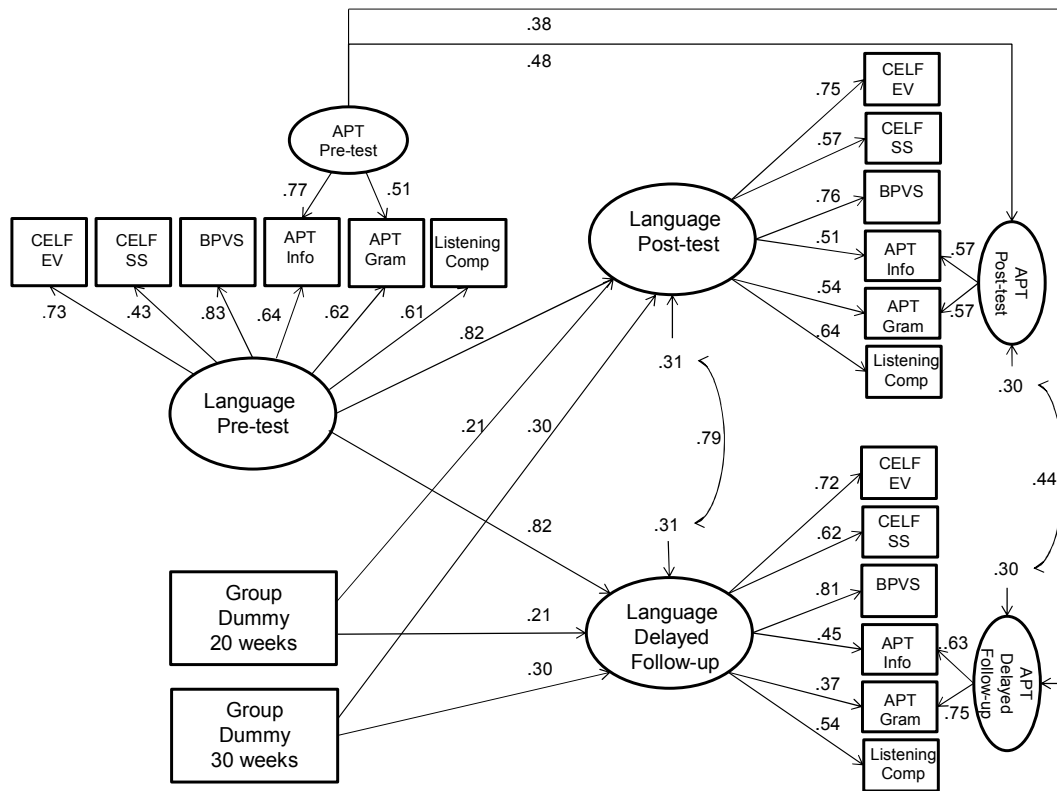 .38
.48
APT
Pre-test
.77
.51
CELF
EV
CELF
SS
BPVS
APT
Info
APT
Gram
Listening
Comp
.73
.43
.83
.64
.62
.61
Language
Pre-test
.82
.21
.30
.82
Group
Dummy
20 weeks
.21
Group
Dummy
30 weeks
.30
Language
Post-test
.75
.57
.76
.51
.54
.64
CELF
EV
CELF
SS
BPVS
APT
Info
APT
Gram
Listening
Comp
.57
.57
APT
Post-test
.31
.79
.31
.30
.44
.30
Language
Delayed
Follow-up
.72
.62
.81
.45
.37
.54
CELF
EV
CELF
SS
BPVS
APT
Info
APT
Gram
Listening
Comp
.63
.75
APT
Delayed
Follow-up